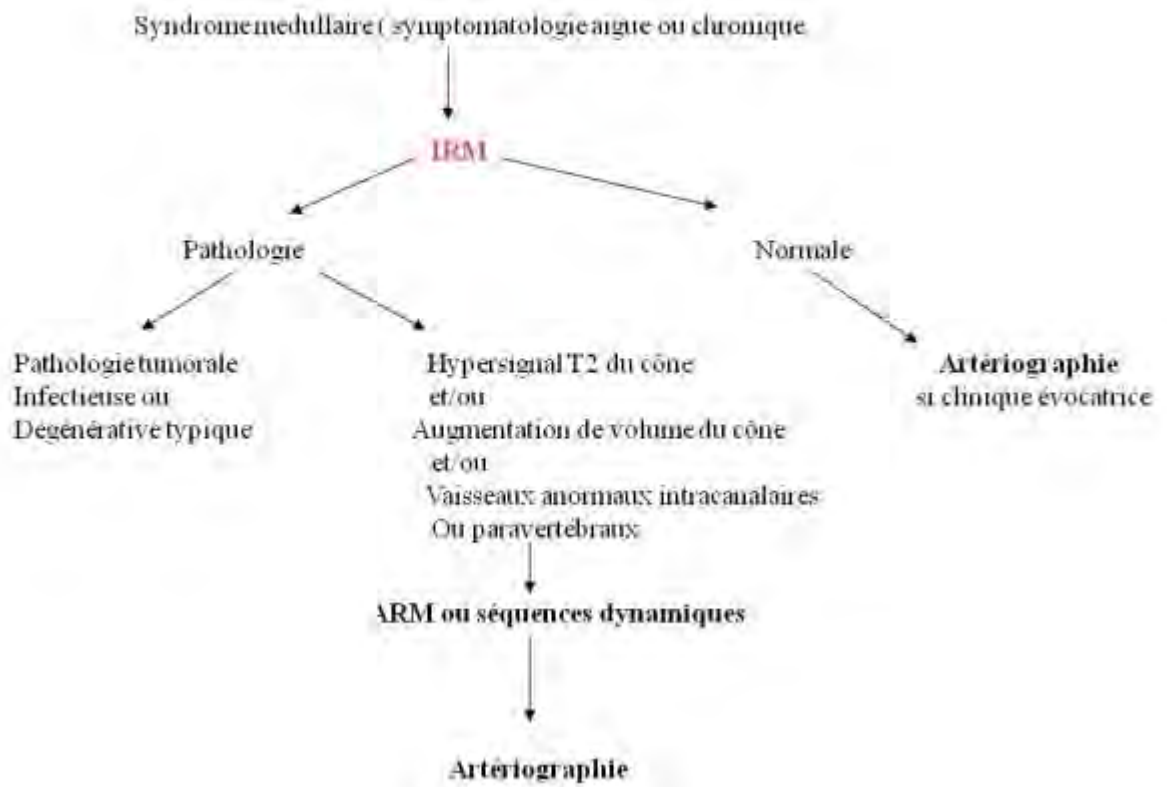 Syndrome medullaire ( symptomatologie aigue ou chronique
IRM
Pathologie
Normale
Pathologie tumorale
Infectieuse ou
Dégénérative typique
Hypersignal T2 du cône
et/ou
Augmentation de volume du cône
et/ou
Vaisseaux anormaux intracanalaires
Ou paravertébraux
Artériographie
si clinique évocatrice
ARM ou séquences dynamiques
Artériographie